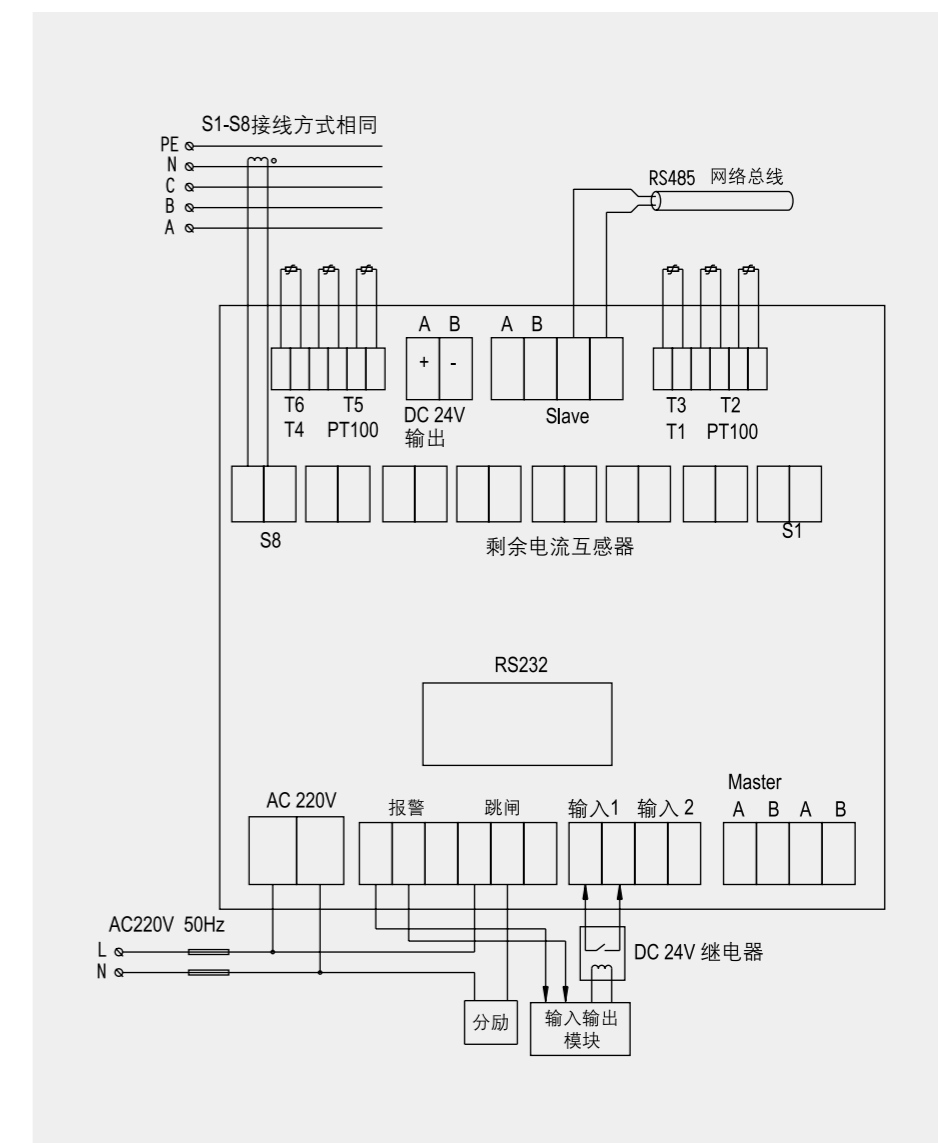 S1-S8接线方式相同
PE
N
C
B
A
RS485 网络总线
A B
+ -
DC 24V
输出
A B
Slave
T6 T5
T4 PT100
T3 T2
T1 PT100
S8
剩余电流互感器
S1
RS232
AC 220V
报警
跳闸
输入1
输入 2
Master
A B A B
AC220V 50Hz
L
N
分励
输入输出
模块
DC 24V 继电器